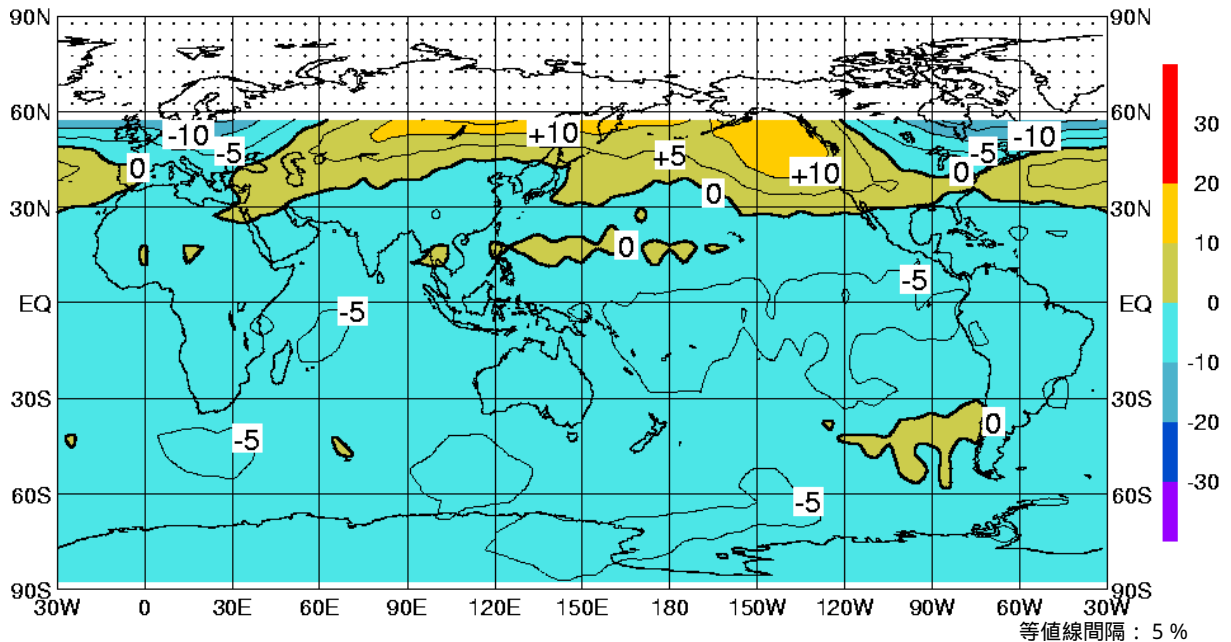 90N 90N
60N 60N
-10 -10 30
0 -5 +10 +5 +10 -5 0 20
30N 0 30N
0 10
-5 -5
EQ EQ 0
-10
30S 30S
0 -20
-5
60S -5 60S -30
90S 90S
30W 0 30E 60E 90E 120E 150E 180 150W 120W 90W 60W 30W
等値線間隔： 5 %